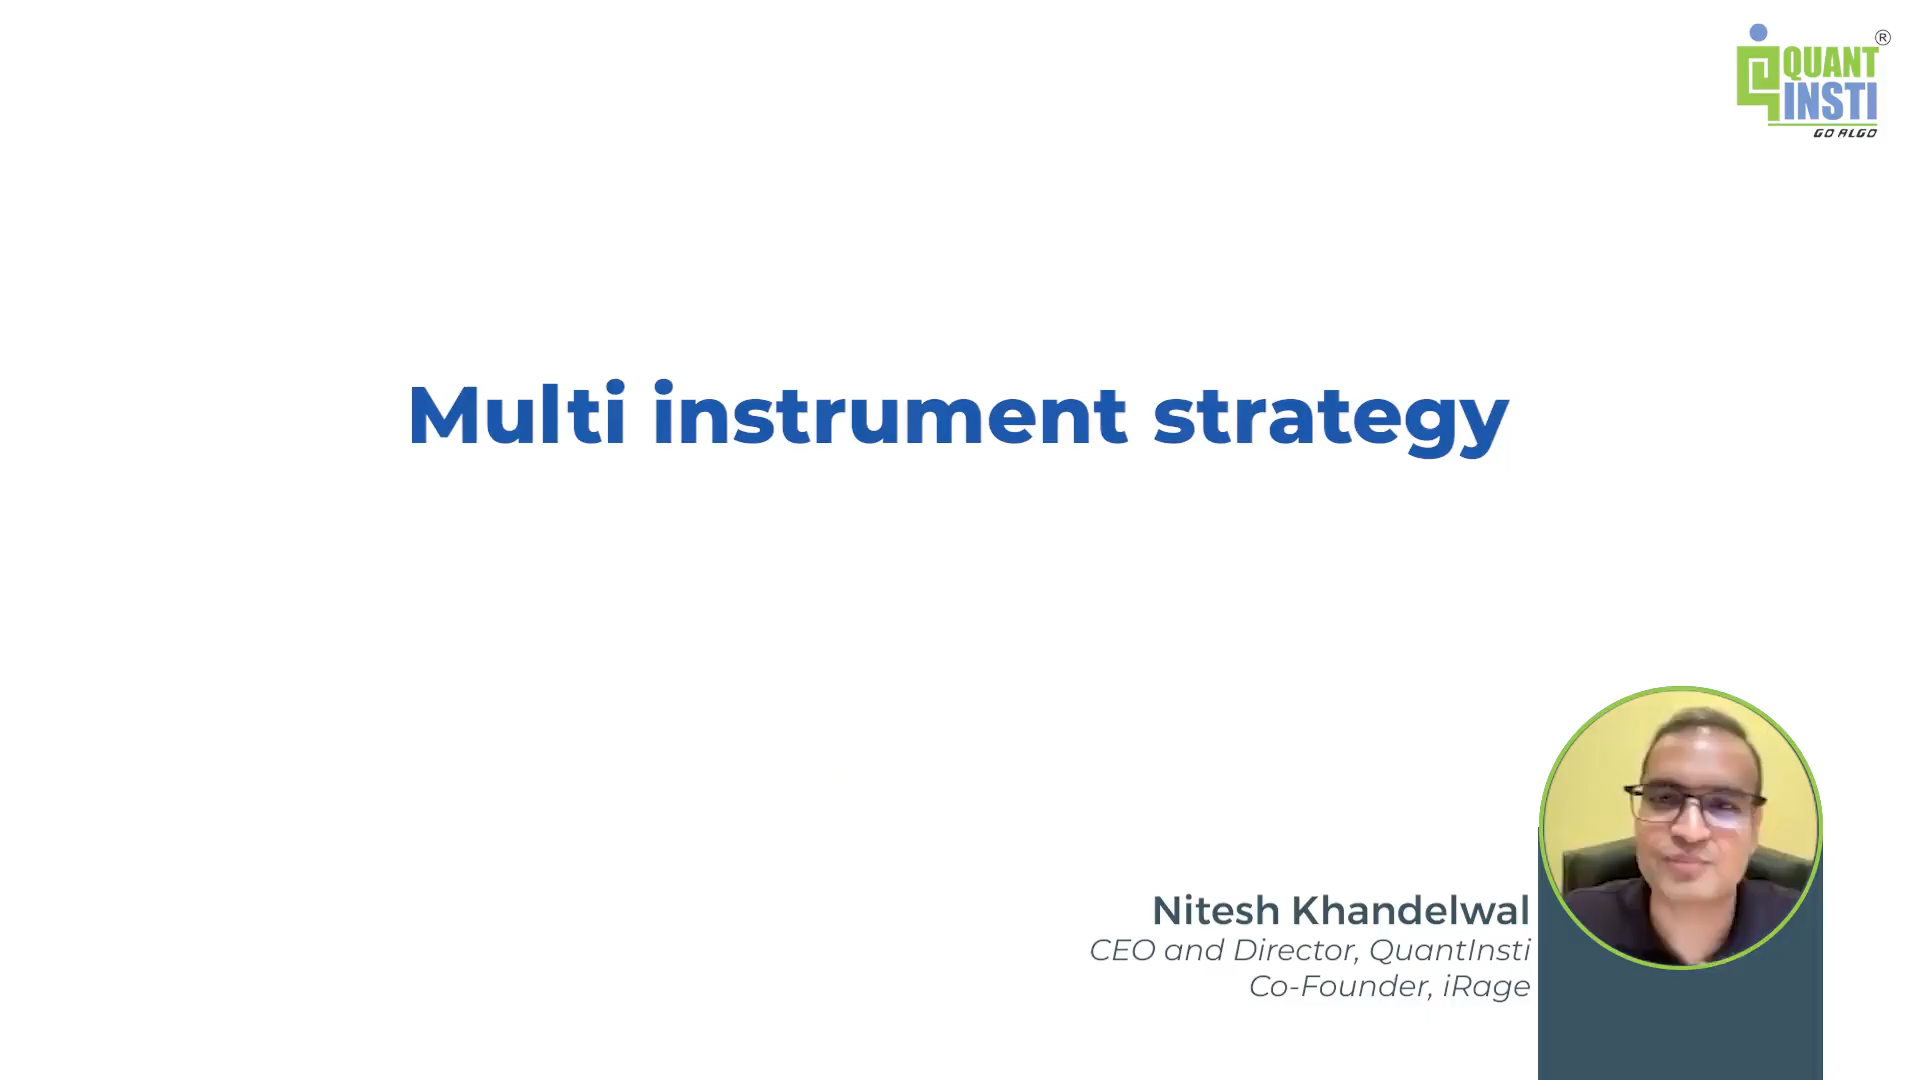 QUANT
INSTI
®
GO ALGO
Multi instrument strategy
Nitesh Khandelwal
CEO and Director, QuantInsti
Co-Founder, iRage